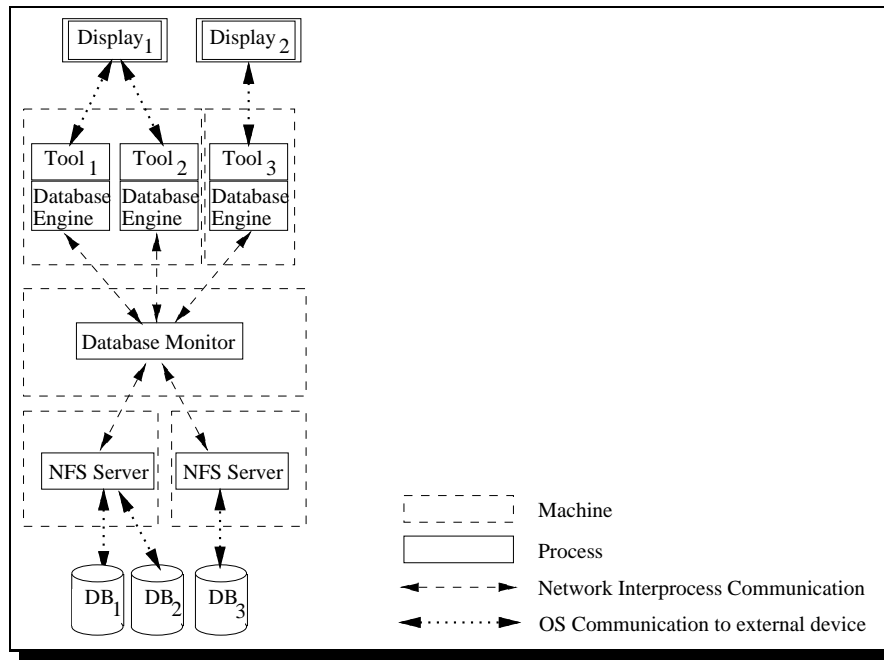 Display1 Display2
Tool1 Tool2 Tool3
Database Database Database
Engine Engine Engine
Database Monitor
NFS Server NFS Server
Machine
Process
DB1 DB2 DB3
Network Interprocess Communication
OS Communication to external device